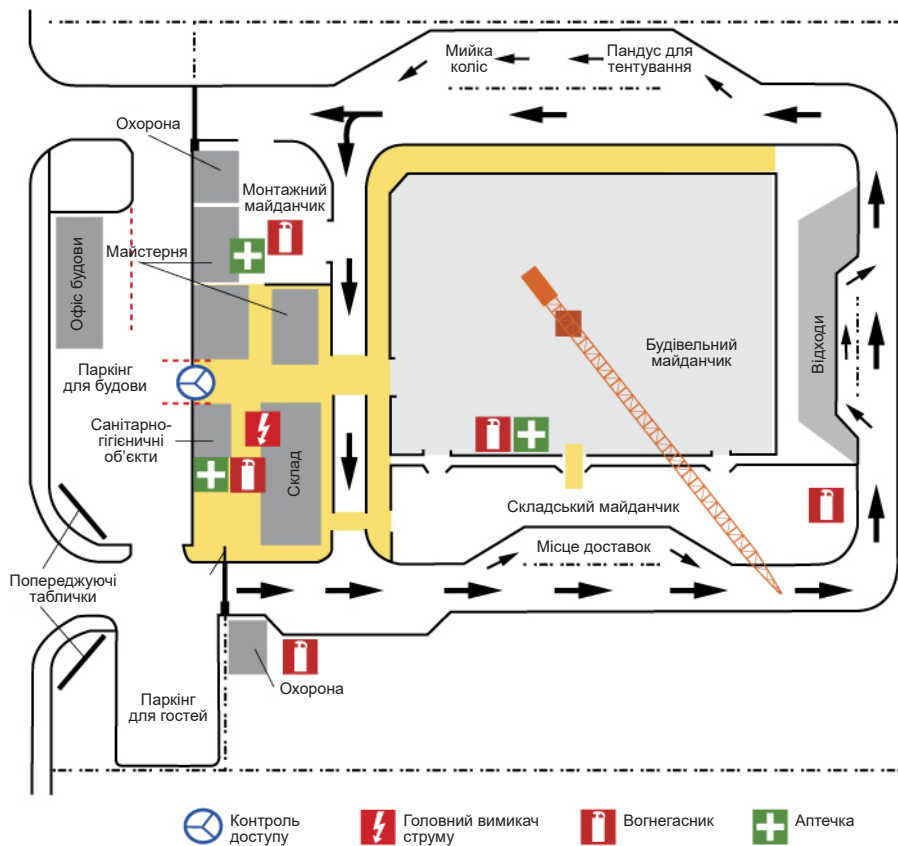 Мийка
коліс
Пандус для
тентування
Охорона
Монтажний
майданчик
Майстерня
Офіс будови
Паркінг
для будови
Будівельний
майданчик
Відходи
Санітарно-
гігієничні
об’єкти
Склад
Складський майданчик
Місце доставок
Попереджуючі
таблички
Паркінг
для гостей
Охорона
Контроль
доступу
Головний вимикач
струму
Вогнегасник
Аптечка